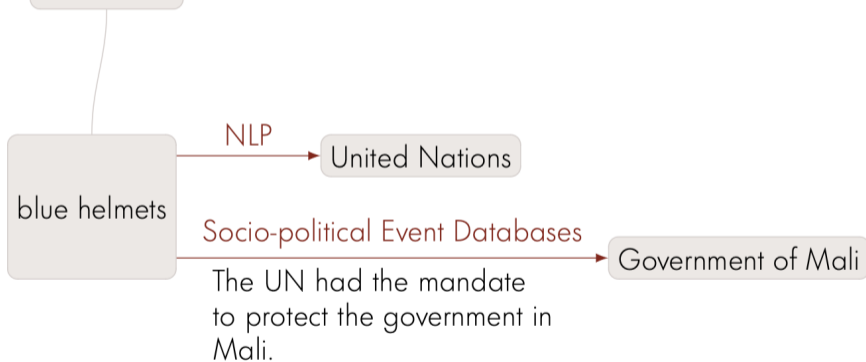 NLP
United Nations
blue helmets
Socio-political Event Databases
Government of Mali
The UN had the mandate
to protect the government in
Mali.